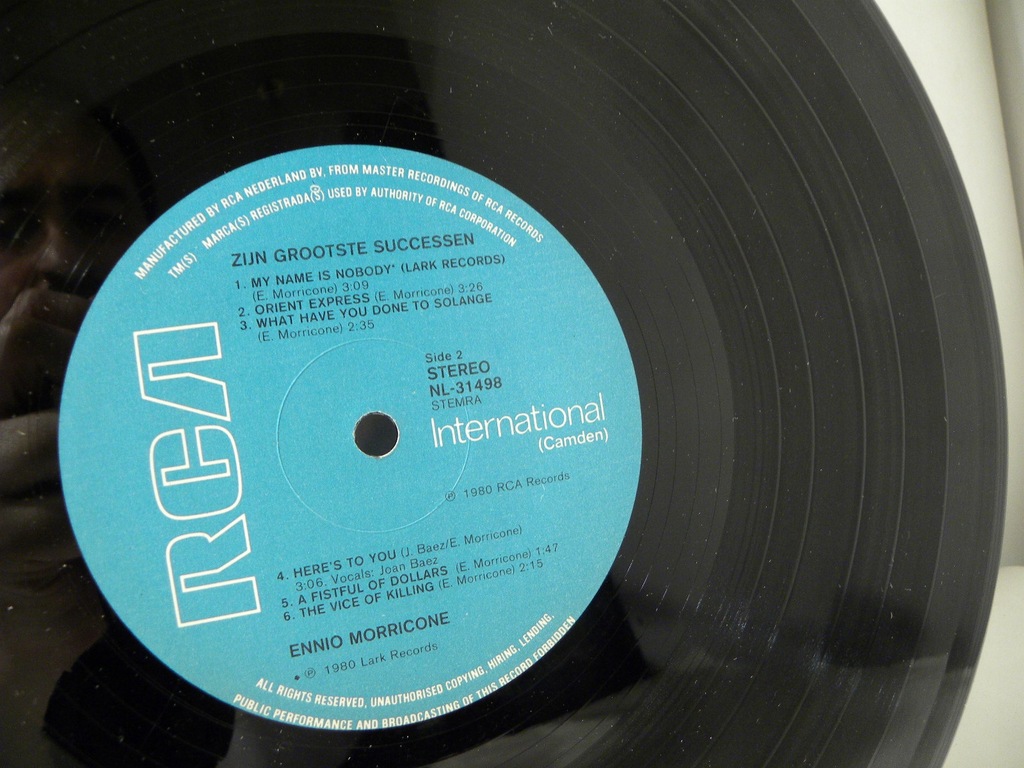 MANUFACTURED BY RCA NEDERLAND BV, FROM MASTER RECORDINGS OF RCA RECORDS
TM(S) MARCA(S) REGISTRADA(S) USED BY AUTHORITY OF RCA CORPORATION
ZIJN GROOTSTE SUCCESSEN
1. MY NAME IS NOBODY* (LARK RECORDS)
(E. Morricone) 3:09
2. ORIENT EXPRESS (E. Morricone) 3:26
3. WHAT HAVE YOU DONE TO SOLANGE
(E. Morricone) 2:35
RCA
Side 2
STEREO
NL-31498
STEMRA
International
(Camden)
℗ 1980 RCA Records
4. HERE'S TO YOU (J. Baez/E. Morricone)
3:06. Vocals: Joan Baez
5. A FISTFUL OF DOLLARS (E. Morricone) 1:47
6. THE VICE OF KILLING (E. Morricone) 2:15
ENNIO MORRICONE
• ℗ 1980 Lark Records
ALL RIGHTS RESERVED, UNAUTHORISED COPYING, HIRING, LENDING,
PUBLIC PERFORMANCE AND BROADCASTING OF THIS RECORD FORBIDDEN